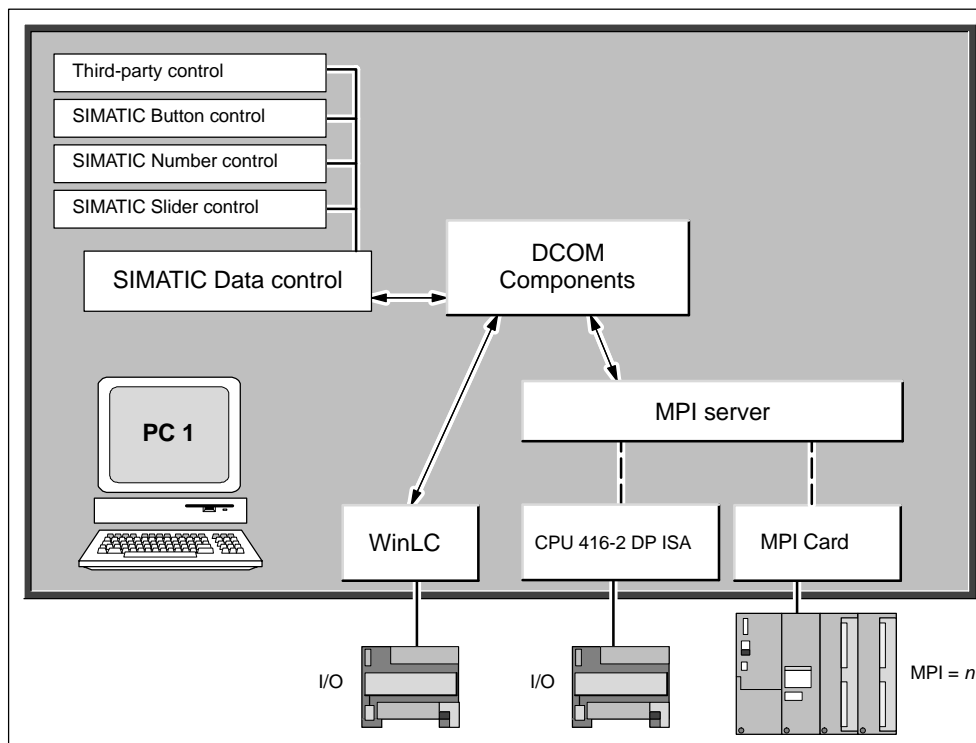 Third-party control
SIMATIC Button control
SIMATIC Number control
SIMATIC Slider control
SIMATIC Data control
DCOM
Components
PC 1
MPI server
WinLC
CPU 416-2 DP ISA
MPI Card
I/O
I/O
MPI = n